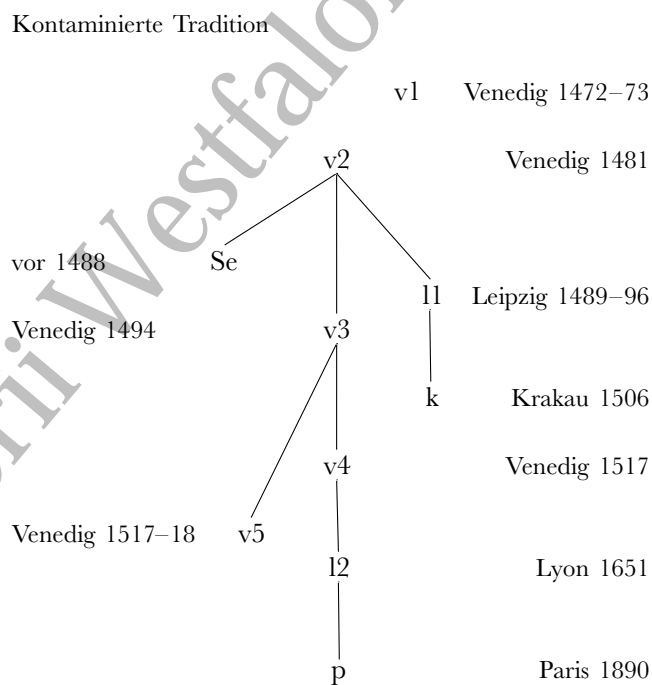 Kontaminierte Tradition
v1 Venedig 1472–73
v2 Venedig 1481
vor 1488 Se
l1 Leipzig 1489–96
Venedig 1494 v3
k Krakau 1506
v4 Venedig 1517
Venedig 1517–18 v5
l2 Lyon 1651
p Paris 1890